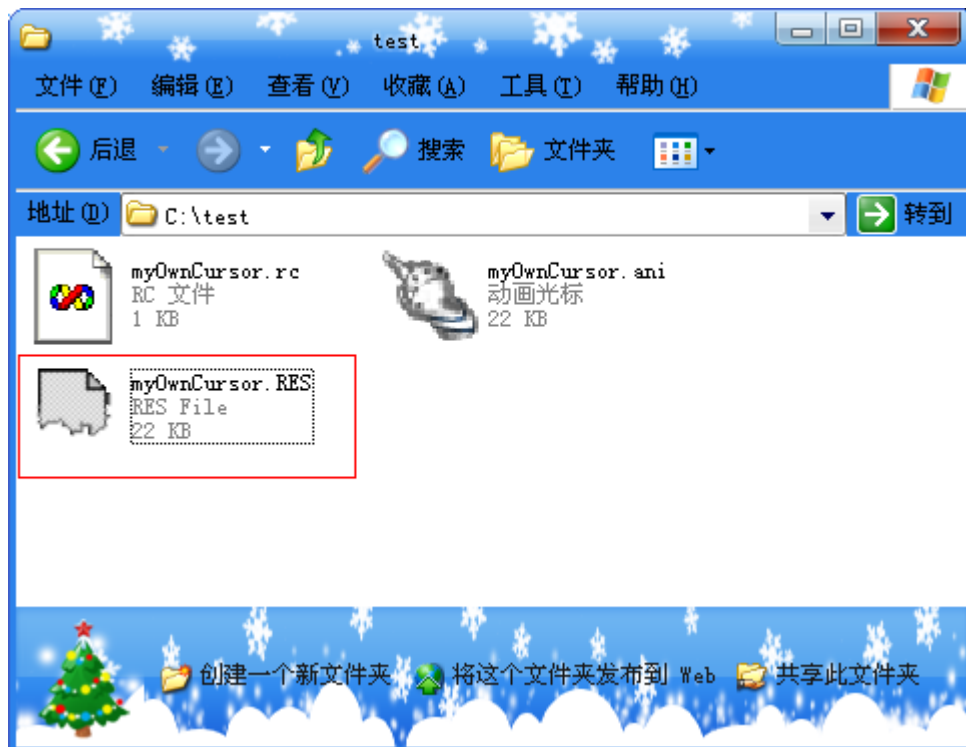 test
文件(F) 编辑(E) 查看(V) 收藏(A) 工具(T) 帮助(H)
后退 搜索 文件夹
地址(D) C:\test 转到
myOwnCursor.rc
RC 文件
1 KB
myOwnCursor.ani
动画光标
22 KB
myOwnCursor.RES
RES File
22 KB
创建一个新文件夹 将这个文件夹发布到 Web 共享此文件夹